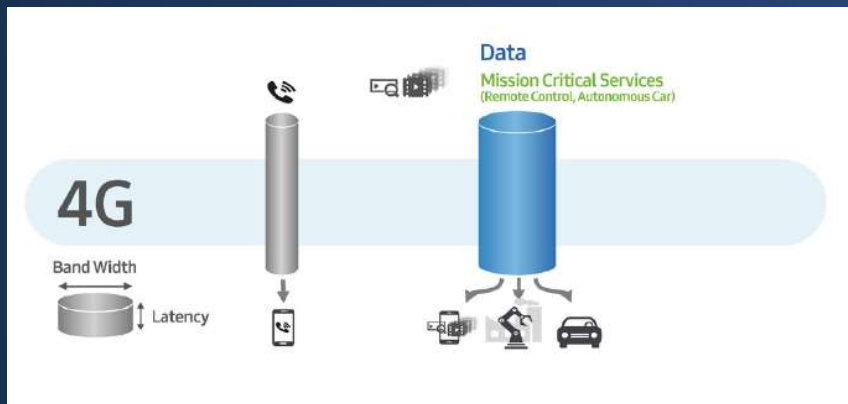 Data
Mission Critical Services
(Remote Control, Autonomous Car)
4G
Band Width
Latency